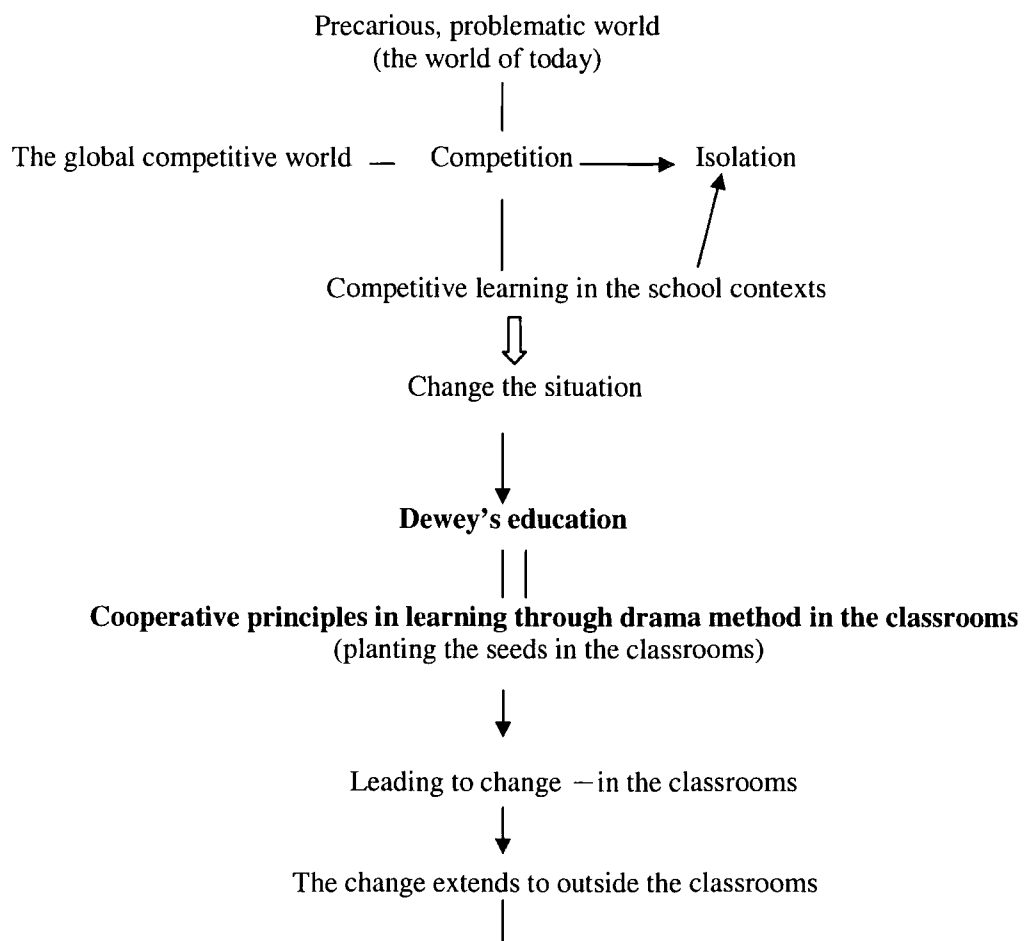 Precarious, problematic world
(the world of today)
The global competitive world — Competition Isolation
Competitive learning in the school contexts
Change the situation
Dewey's education
Cooperative principles in learning through drama method in the classrooms
(planting the seeds in the classrooms)
Leading to change — in the classrooms
The change extends to outside the classrooms